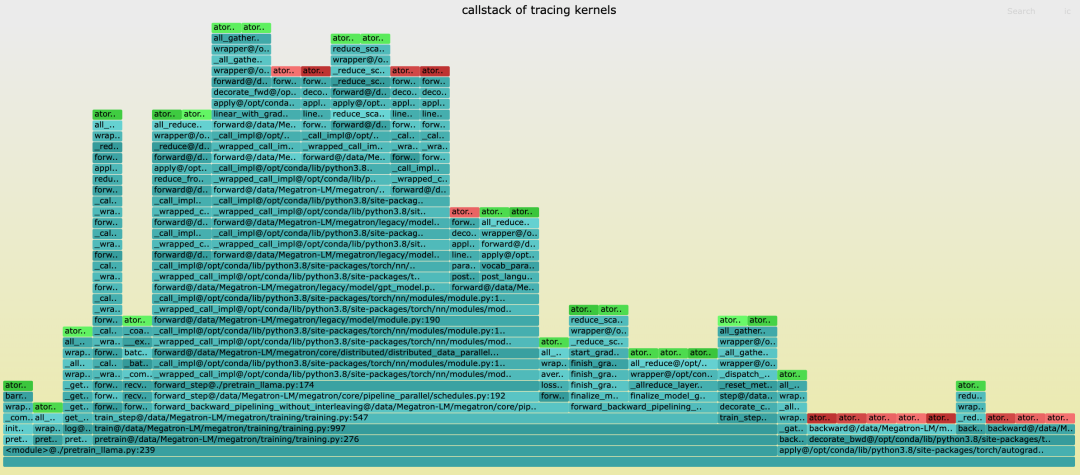 callstack of tracing kernels
Search ic
ator.. ator..
all_gather.. ator.. ator..
wrapper@/o.. reduce_sca..
_all_gathe.. wrapper@/o..
wrapper@/o.. ator.. ator.. _reduce_sc.. ator.. ator..
forward@/d.. forw.. forw.. _reduce_sc.. forw.. forw..
decorate_fwd@/op.. deco.. forward@/d.. deco.. deco..
apply@/opt/conda.. appl.. apply@/opt.. appl.. appl..
ator.. ator.. ator.. linear_with_grad.. line.. reduce_sca.. line.. line..
all_.. all_reduce.. forward@/data/Me.. forw.. forward@/d.. forw.. forw..
wrap.. wrapper@/o.. _call_impl@/opt/.. _call_impl@/opt/.. _cal.. _cal..
_red.. _reduce@/d.. _wrapped_call_im.. _wrapped_call_im.. _wra.. _wra..
forw.. forward@/d.. forward@/data/Me.. forward@/data/Me.. forw.. forw..
appl.. apply@/opt.. _call_impl@/opt/conda/lib/python3.8.. _call_impl..
redu.. reduce_fro.. _wrapped_call_impl@/opt/conda/lib/p.. _wrapped_c..
forw.. forward@/d.. forward@/data/Megatron-LM/megatron/.. forward@/d..
_cal.. _call_impl.. _call_impl@/opt/conda/lib/python3.8/site-packag..
_wra.. _wrapped_c.. _wrapped_call_impl@/opt/conda/lib/python3.8/sit.. ator.. ator.. ator..
forw.. forward@/d.. forward@/data/Megatron-LM/megatron/legacy/model.. forw.. all_reduce..
_cal.. _call_impl.. _call_impl@/opt/conda/lib/python3.8/site-packag.. deco.. wrapper@/o..
_wra.. _wrapped_c.. _wrapped_call_impl@/opt/conda/lib/python3.8/sit.. appl.. forward@/d..
forw.. forward@/d.. forward@/data/Megatron-LM/megatron/legacy/model.. line.. apply@/opt..
_cal.. _call_impl@/opt/conda/lib/python3.8/site-packages/torch/nn/.. para.. vocab_para..
_wra.. _wrapped_call_impl@/opt/conda/lib/python3.8/site-packages/t.. post.. post_langu..
forw.. forward@/data/Megatron-LM/megatron/legacy/model/gpt_model.p.. forward@/data/Me..
_cal.. _call_impl@/opt/conda/lib/python3.8/site-packages/torch/nn/modules/module.py:1..
_wra.. _wrapped_call_impl@/opt/conda/lib/python3.8/site-packages/torch/nn/modules/mod.. ator.. ator..
forw.. ator.. forward@/data/Megatron-LM/megatron/legacy/model/module.py:190 reduce_sca.. ator.. ator..
ator.. _cal.. _coa.. _call_impl@/opt/conda/lib/python3.8/site-packages/torch/nn/modules/module.py:1.. wrapper@/o.. all_gather..
all_.. _wra.. _ex.. _wrapped_call_impl@/opt/conda/lib/python3.8/site-packages/torch/nn/modules/mod.. ator.. _reduce_sc.. wrapper@/o..
wrap.. forw.. batc.. forward@/data/Megatron-LM/megatron/core/distributed/distributed_data_parallel... all_.. start_grad.. ator.. ator.. ator.. _all_gathe..
_all.. _cal.. _bat.. _call_impl@/opt/conda/lib/python3.8/site-packages/torch/nn/modules/module.py:1.. wrap.. finish_gra.. all_reduce@/opt/.. wrapper@/o..
_get.. _wra.. _com.. _wrapped_call_impl@/opt/conda/lib/python3.8/site-packages/torch/nn/modules/mod.. aver.. finish_gra.. wrapper@/opt/con.. _dispatch_.. ator..
ator.. _get.. forw.. recv.. forward_step@./pretrain_llama.py:174 loss.. finish_gra.. _allreduce_layer.. _reset_met.. all_.. ator..
barr.. _get.. forw.. recv.. forward_step@/data/Megatron-LM/megatron/core/pipeline_parallel/schedules.py:192 forw.. finalize_m.. finalize_model_g.. step@/data.. _all.. redu..
wrap.. ator.. _get.. forw.. forw.. forward_backward_pipelining_without_interleaving@/data/Megatron-LM/megatron/core/pip.. forward_backward_pipelining_.. decorate_c.. _all.. wrap..
_com.. all_.. get_.. train_step@/data/Megatron-LM/megatron/training/training.py:547 train_step.. wrap.. ator.. ator.. ator.. ator.. ator.. _red.. ator.. ator.. ator..
init.. wrap.. log@.. train@/data/Megatron-LM/megatron/training/training.py:997 _gat.. backward@/data/Megatron-LM/m.. back.. backward@/data/M..
pret.. pret.. pret.. pretrain@/data/Megatron-LM/megatron/training/training.py:276 back.. decorate_bwd@/opt/conda/lib/python3.8/site-packages/t..
<module>@./pretrain_llama.py:239 apply@/opt/conda/lib/python3.8/site-packages/torch/autograd..